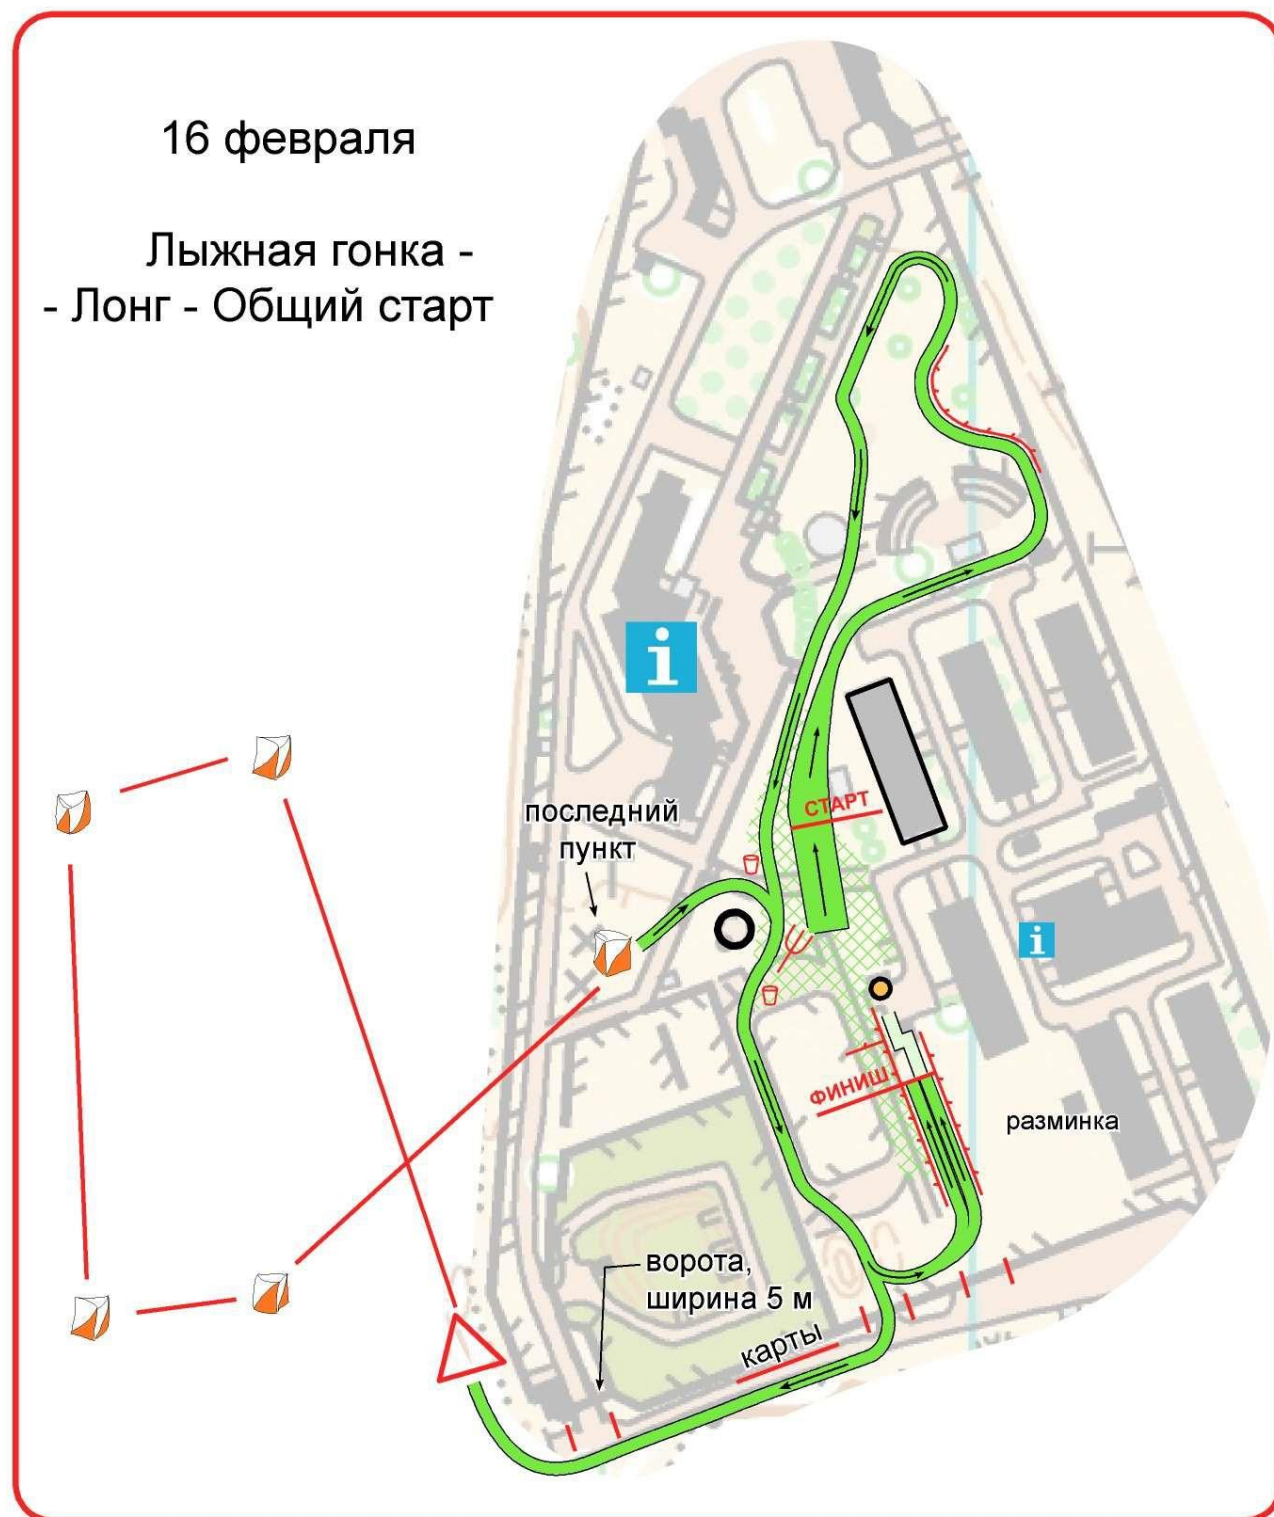 16 февраля
Лыжная гонка -
- Лонг - Общий старт
i
СТАРТ
последний
пункт
i
ФИНИШ
разминка
ворота,
ширина 5 м
карты